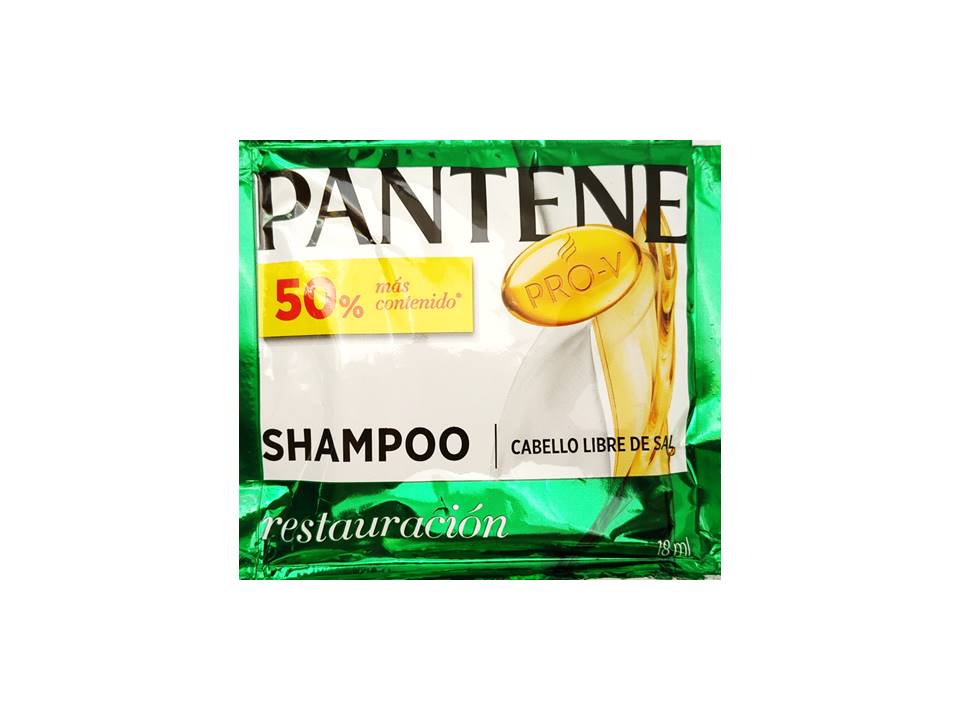 PANTENE
PRO-V
50% más contenido*
SHAMPOO | CABELLO LIBRE DE SAL
restauración
18 ml